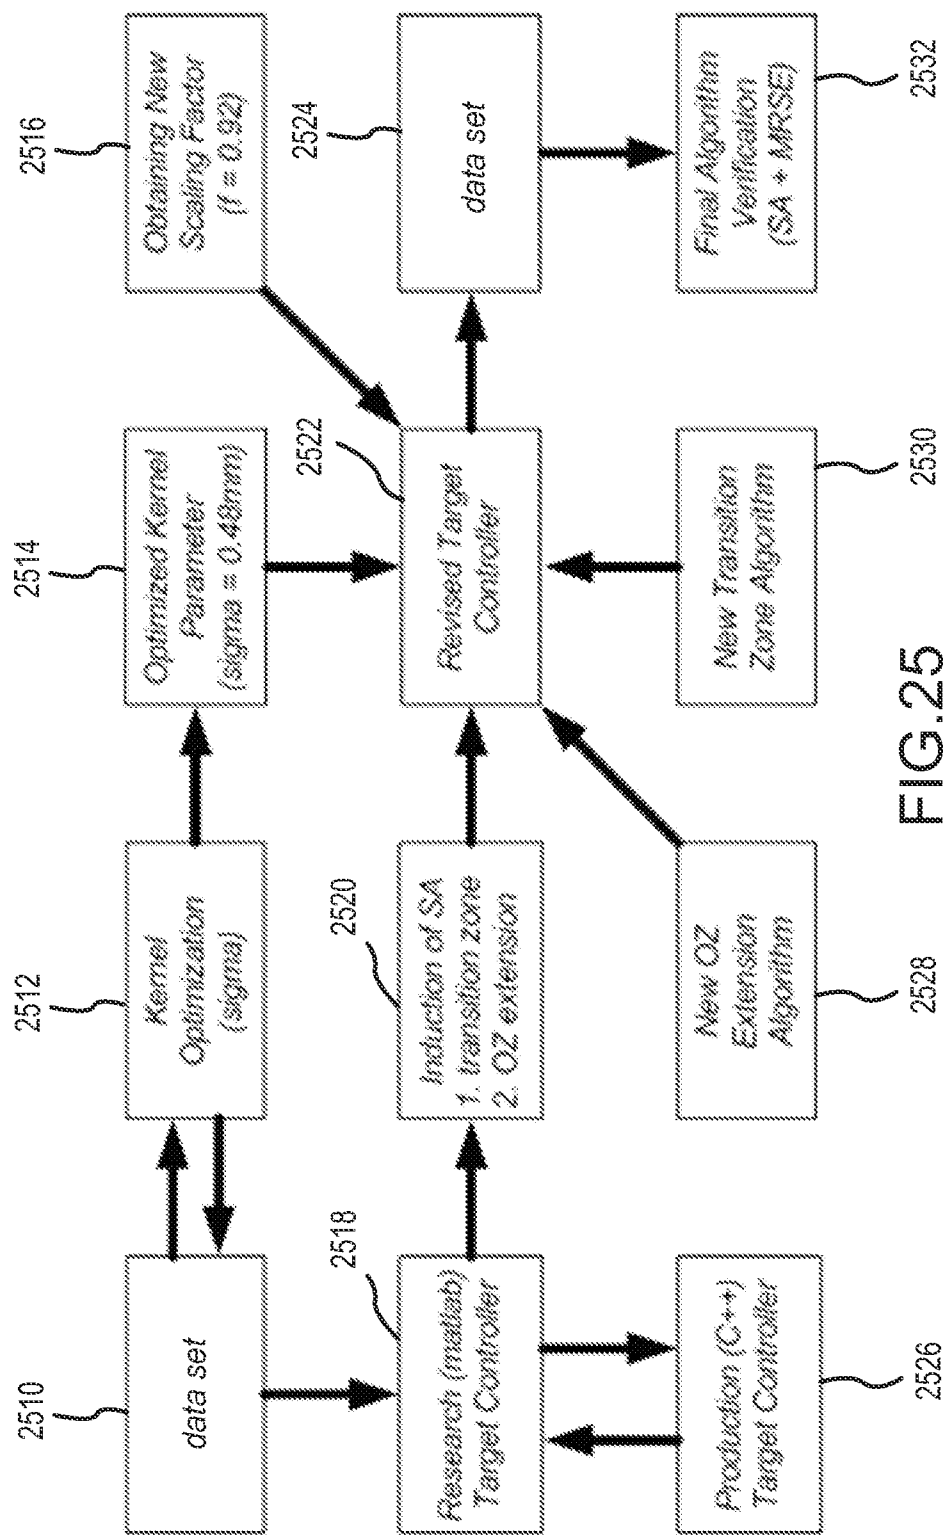 2510
data set
2512
Kernel
Optimization
(sigma)
2514
Optimized Kernel
Parameter
(sigma = 0.48mm)
2516
Obtaining New
Scaling Factor
(f = 0.92)
2518
Research (matlab)
Target Controller
2520
Induction of SA
1. transition zone
2. OZ extension
2522
Revised Target
Controller
2524
data set
Production (C++)
Target Controller
2526
New OZ
Extension
Algorithm
2528
New Transition
Zone Algorithm
2530
Final Algorithm
Verification
(SA + MRSE)
2532
FIG.25